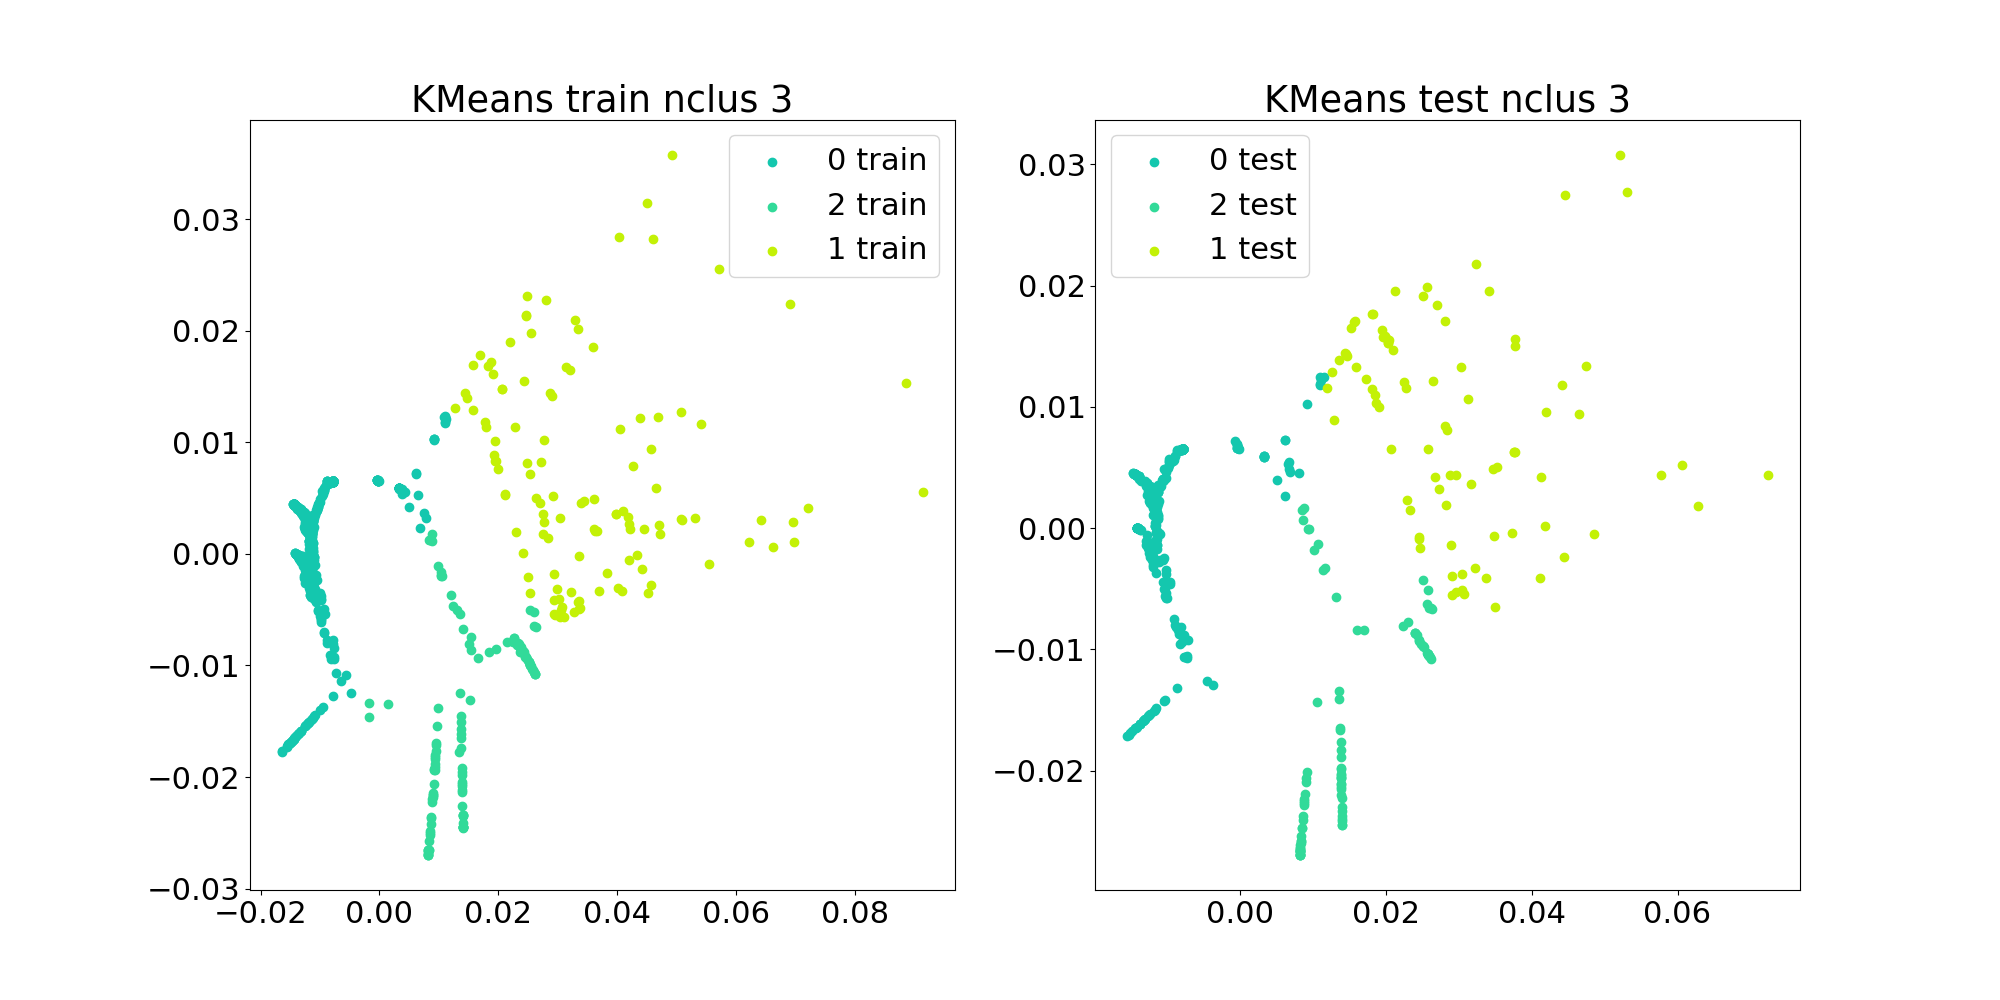 KMeans train nclus 3
0 train
2 train
1 train
0.03
0.02
0.01
0.00
−0.01
−0.02
−0.03
−0.02 0.00 0.02 0.04 0.06 0.08
KMeans test nclus 3
0 test
2 test
1 test
0.03
0.02
0.01
0.00
−0.01
−0.02
0.00 0.02 0.04 0.06